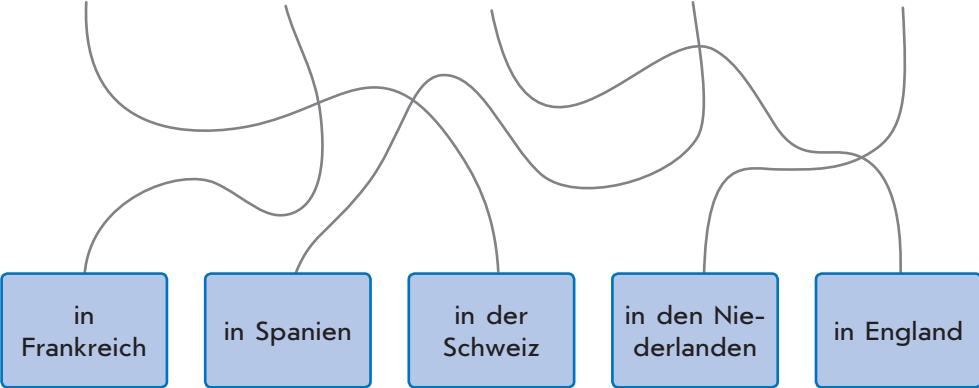 in
Frankreich
in Spanien
in der
Schweiz
in den Nie-
derlanden
in England